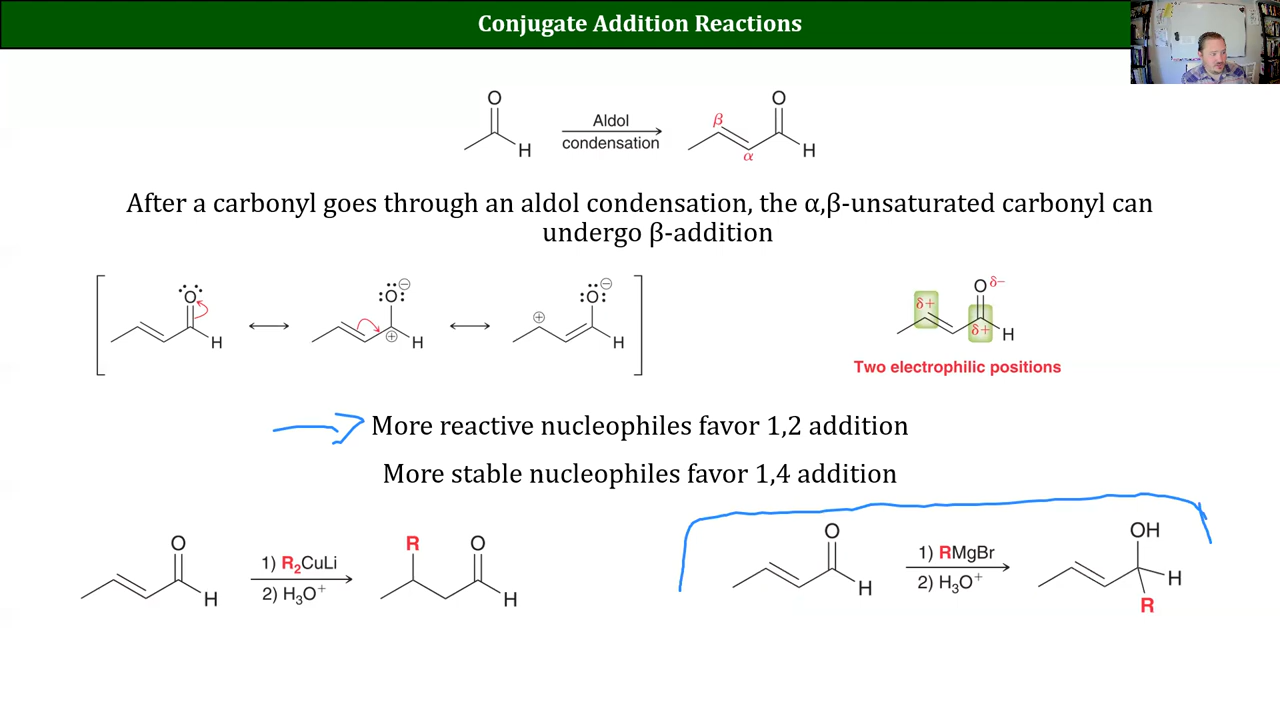 Conjugate Addition Reactions
O
H
Aldol
condensation
β
α
O
H
After a carbonyl goes through an aldol condensation, the α,β-unsaturated carbonyl can
undergo β-addition
O
H
:O:
⊖
⊕
H
:O:
⊖
⊕
H
O
δ−
δ+
δ+
H
Two electrophilic positions
More reactive nucleophiles favor 1,2 addition
More stable nucleophiles favor 1,4 addition
O
H
1) R₂CuLi
2) H₃O⁺
R
O
H
O
H
1) RMgBr
2) H₃O⁺
OH
H
R